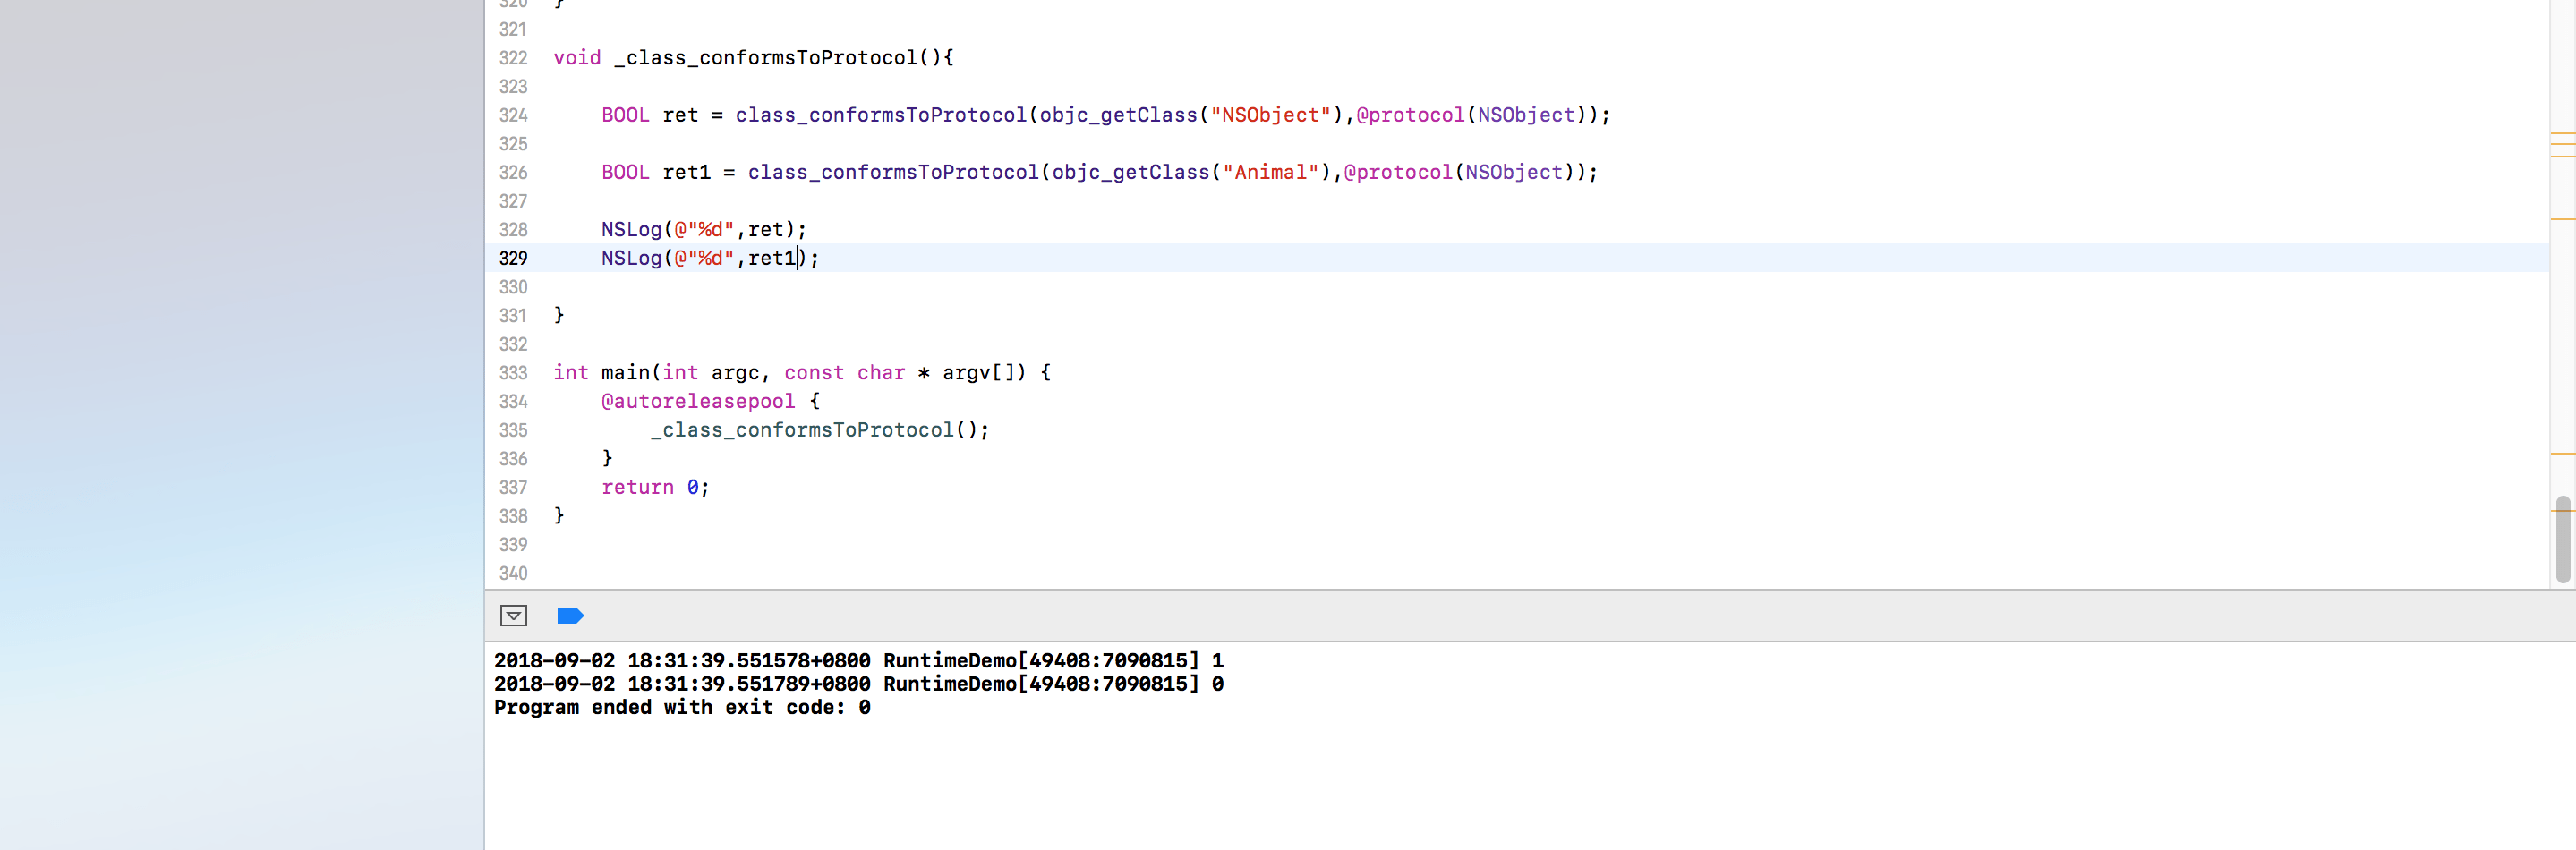 320 }
321
322 void _class_conformsToProtocol(){
323
324     BOOL ret = class_conformsToProtocol(objc_getClass("NSObject"),@protocol(NSObject));
325
326     BOOL ret1 = class_conformsToProtocol(objc_getClass("Animal"),@protocol(NSObject));
327
328     NSLog(@"%d",ret);
329     NSLog(@"%d",ret1);
330
331 }
332
333 int main(int argc, const char * argv[]) {
334     @autoreleasepool {
335         _class_conformsToProtocol();
336     }
337     return 0;
338 }
339
340
2018-09-02 18:31:39.551578+0800 RuntimeDemo[49408:7090815] 1
2018-09-02 18:31:39.551789+0800 RuntimeDemo[49408:7090815] 0
Program ended with exit code: 0